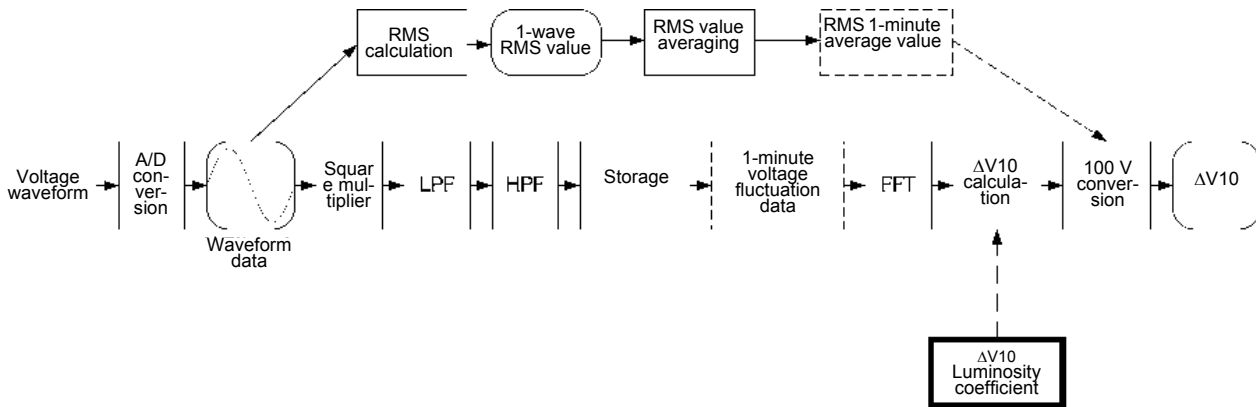 RMS
calculation
1-wave
RMS value
RMS value
averaging
RMS 1-minute
average value
Voltage
waveform
A/D
con-
ver-
sion
Waveform
data
Squar
e mul-
tiplier
LPF
HPF
Storage
1-minute
voltage
fluctuation
data
FFT
ΔV10
calcula-
tion
100 V
conver-
sion
ΔV10
ΔV10
Luminosity
coefficient